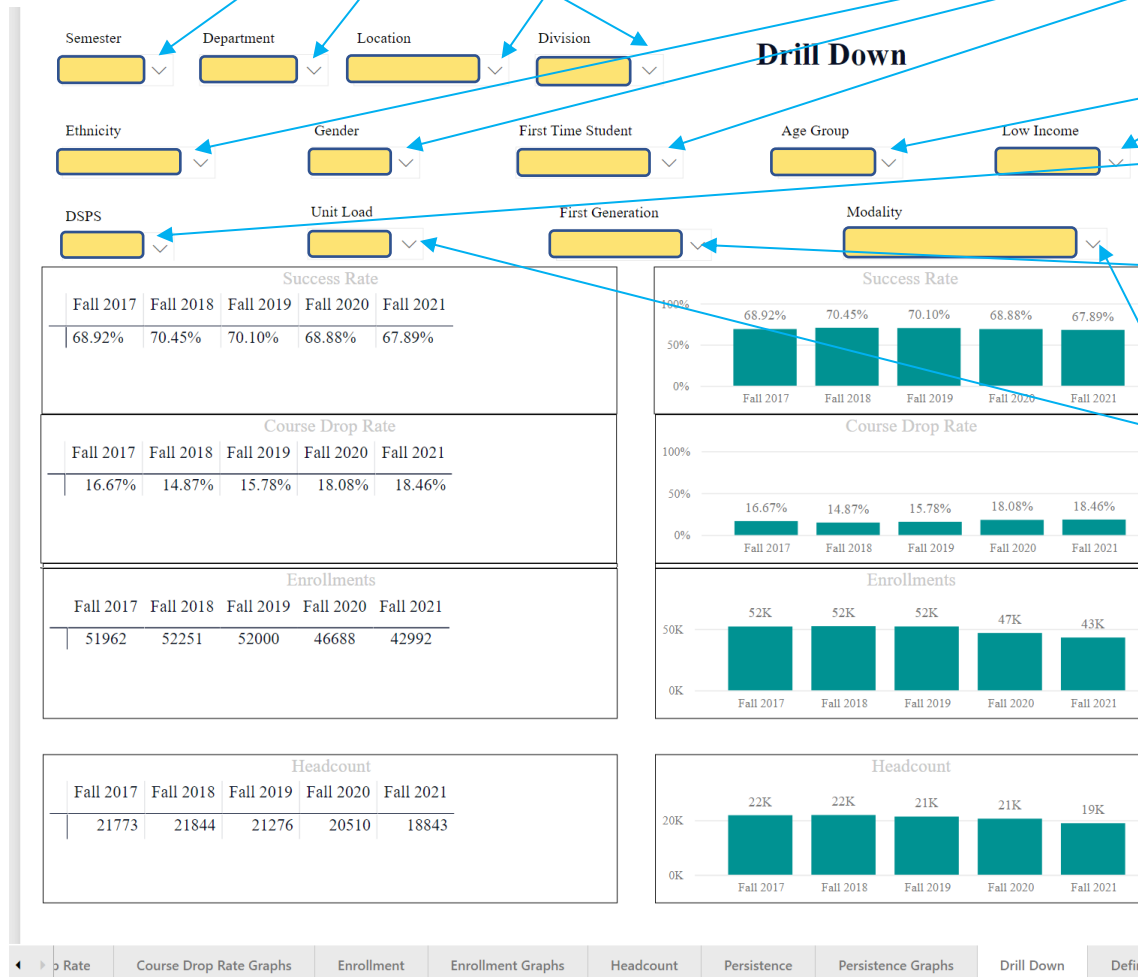 Semester Department Location Division
Drill Down
Ethnicity Gender First Time Student Age Group Low Income
DSPS Unit Load First Generation Modality
Success Rate
Fall 2017 Fall 2018 Fall 2019 Fall 2020 Fall 2021
68.92% 70.45% 70.10% 68.88% 67.89%
Success Rate
100%
68.92% 70.45% 70.10% 68.88% 67.89%
50%
0%
Fall 2017 Fall 2018 Fall 2019 Fall 2020 Fall 2021
Course Drop Rate
Fall 2017 Fall 2018 Fall 2019 Fall 2020 Fall 2021
16.67% 14.87% 15.78% 18.08% 18.46%
Course Drop Rate
100%
50%
16.67% 14.87% 15.78% 18.08% 18.46%
0%
Fall 2017 Fall 2018 Fall 2019 Fall 2020 Fall 2021
Enrollments
Fall 2017 Fall 2018 Fall 2019 Fall 2020 Fall 2021
51962 52251 52000 46688 42992
Enrollments
52K 52K 52K 47K 43K
50K
0K
Fall 2017 Fall 2018 Fall 2019 Fall 2020 Fall 2021
Headcount
Fall 2017 Fall 2018 Fall 2019 Fall 2020 Fall 2021
21773 21844 21276 20510 18843
Headcount
22K 22K 21K 21K 19K
20K
0K
Fall 2017 Fall 2018 Fall 2019 Fall 2020 Fall 2021
Rate Course Drop Rate Graphs Enrollment Enrollment Graphs Headcount Persistence Persistence Graphs Drill Down